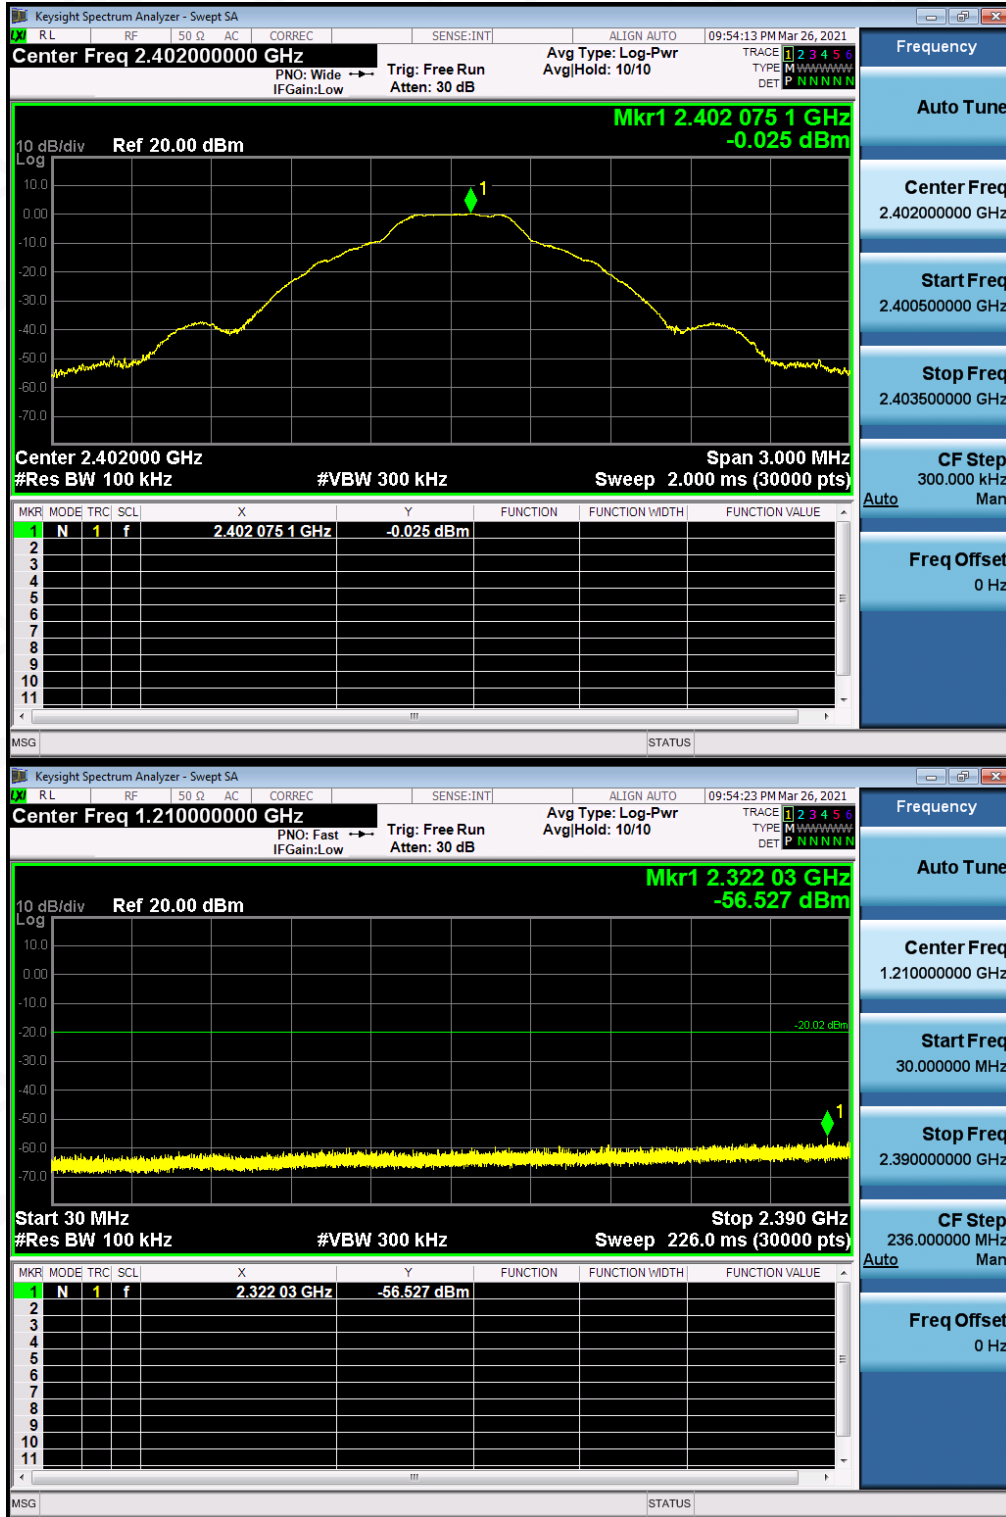 Keysight Spectrum Analyzer - Swept SA
LXI RL RF 50 Ω AC CORREC SENSE:INT ALIGN AUTO 09:54:13 PM Mar 26, 2021
Center Freq 2.402000000 GHz
PNO: Wide
IFGain:Low
Trig: Free Run
Atten: 30 dB
Avg Type: Log-Pwr
Avg|Hold: 10/10
TRACE 1 2 3 4 5 6
TYPE M WWWWW
DET P N N N N N
Mkr1 2.402 075 1 GHz
-0.025 dBm
10 dB/div Ref 20.00 dBm
Log
10.0
0.00
-10.0
-20.0
-30.0
-40.0
-50.0
-60.0
-70.0
1
Center 2.402000 GHz Span 3.000 MHz
#Res BW 100 kHz #VBW 300 kHz Sweep 2.000 ms (30000 pts)
MKR MODE TRC SCL X Y FUNCTION FUNCTION WIDTH FUNCTION VALUE
1 N 1 f 2.402 075 1 GHz -0.025 dBm
2
3
4
5
6
7
8
9
10
11
MSG STATUS
Frequency
Auto Tune
Center Freq
2.402000000 GHz
Start Freq
2.400500000 GHz
Stop Freq
2.403500000 GHz
CF Step
300.000 kHz
Auto Man
Freq Offset
0 Hz
Keysight Spectrum Analyzer - Swept SA
LXI RL RF 50 Ω AC CORREC SENSE:INT ALIGN AUTO 09:54:23 PM Mar 26, 2021
Center Freq 1.210000000 GHz
PNO: Fast
IFGain:Low
Trig: Free Run
Atten: 30 dB
Avg Type: Log-Pwr
Avg|Hold: 10/10
TRACE 1 2 3 4 5 6
TYPE M WWWWW
DET P N N N N N
Mkr1 2.322 03 GHz
-56.527 dBm
10 dB/div Ref 20.00 dBm
Log
10.0
0.00
-10.0
-20.0
-30.0
-40.0
-50.0
-60.0
-70.0
-20.02 dBm
1
Start 30 MHz Stop 2.390 GHz
#Res BW 100 kHz #VBW 300 kHz Sweep 226.0 ms (30000 pts)
MKR MODE TRC SCL X Y FUNCTION FUNCTION WIDTH FUNCTION VALUE
1 N 1 f 2.322 03 GHz -56.527 dBm
2
3
4
5
6
7
8
9
10
11
MSG STATUS
Frequency
Auto Tune
Center Freq
1.210000000 GHz
Start Freq
30.000000 MHz
Stop Freq
2.390000000 GHz
CF Step
236.000000 MHz
Auto Man
Freq Offset
0 Hz